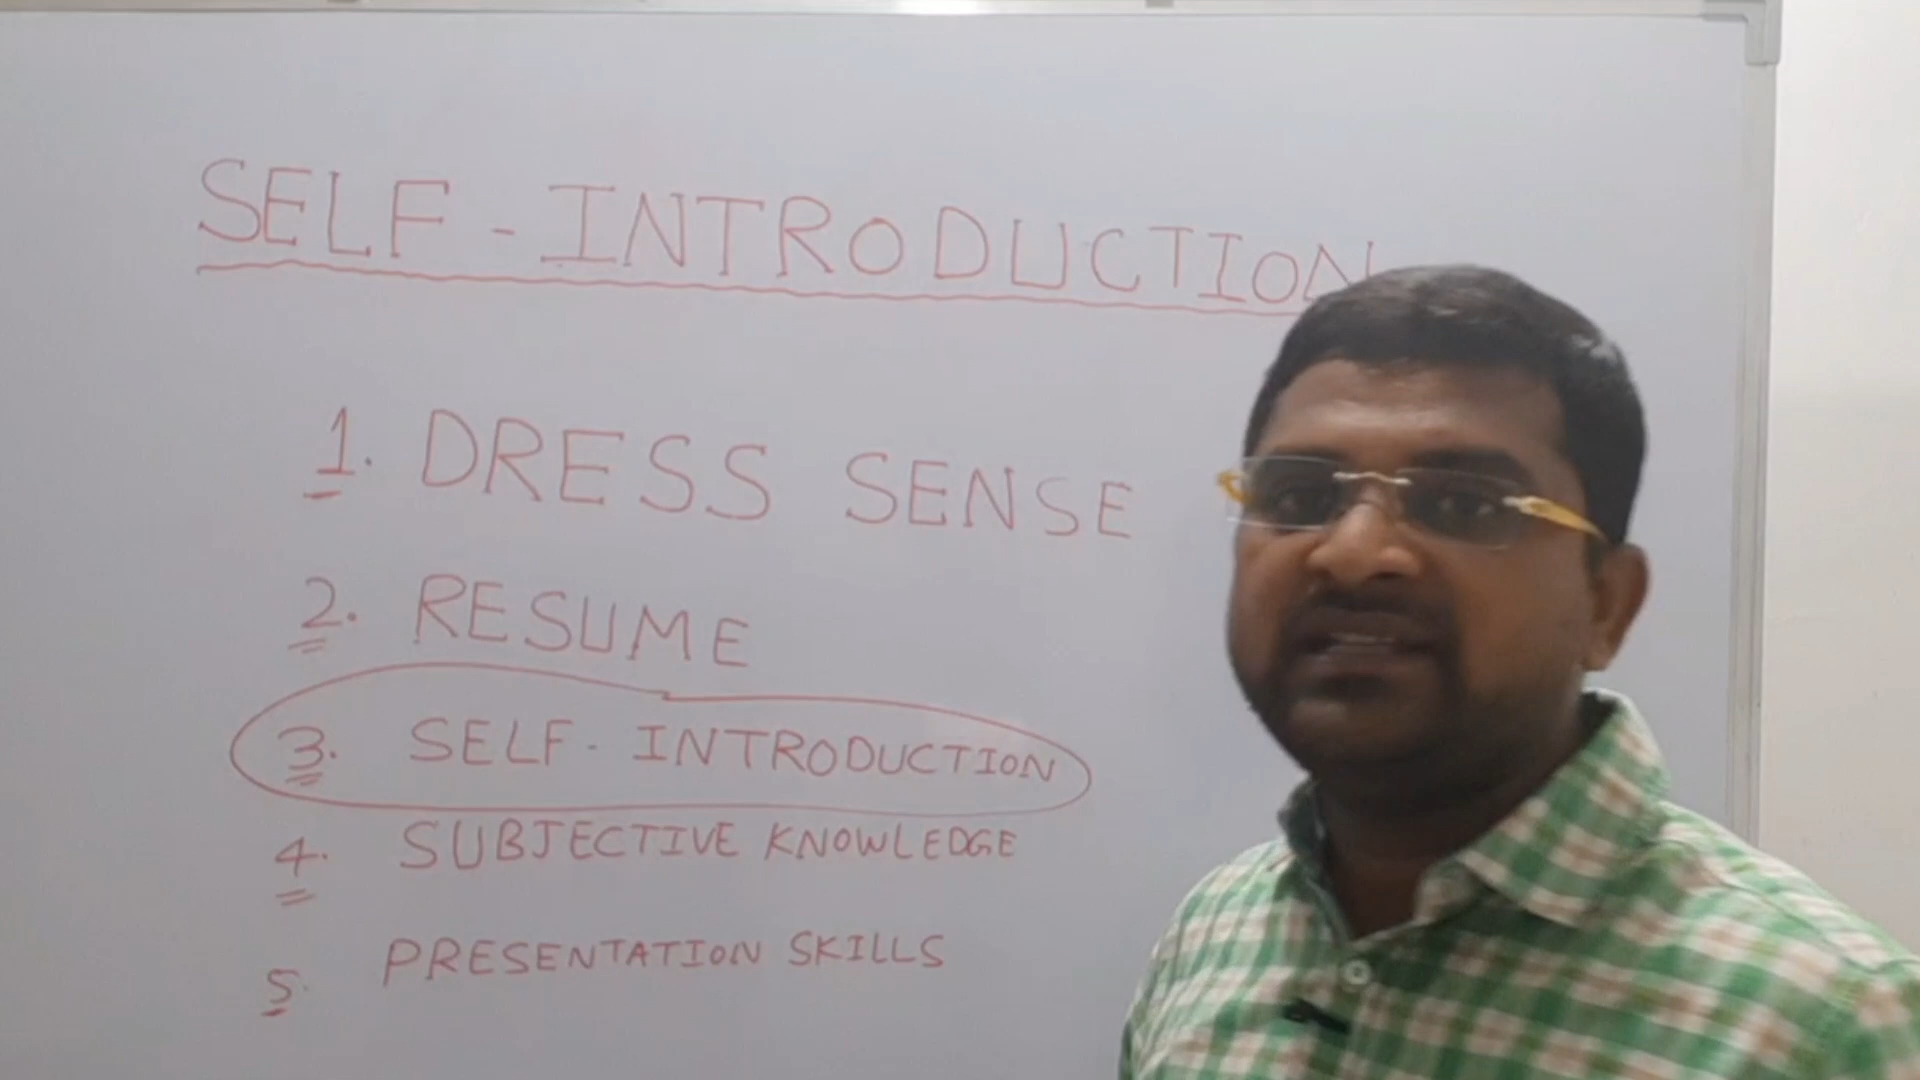 SELF - INTRODUCTION
1. DRESS SENSE
2. RESUME
3. SELF - INTRODUCTION
4. SUBJECTIVE KNOWLEDGE
5. PRESENTATION SKILLS